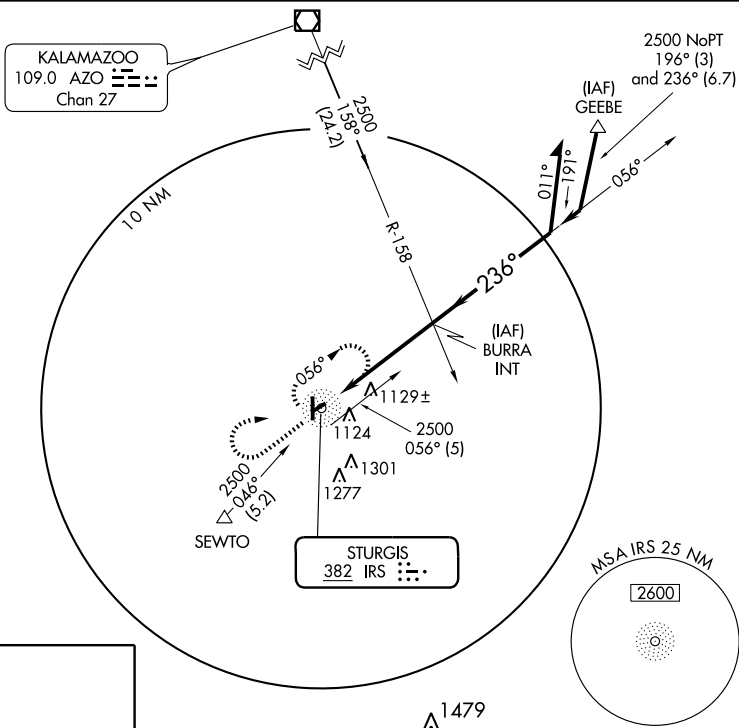 KALAMAZOO
109.0 AZO
Chan 27
2500
158°
(24.2)
2500 NoPT
196° (3)
and 236° (6.7)
(IAF)
GEEBE
011°
191°
056°
10 NM
R-158
236°
(IAF)
BURRA
INT
056°
1129±
1124
2500
056° (5)
1301
1277
2500
046°
(5.2)
SEWTO
STURGIS
382 IRS
MSA IRS 25 NM
2600
1479